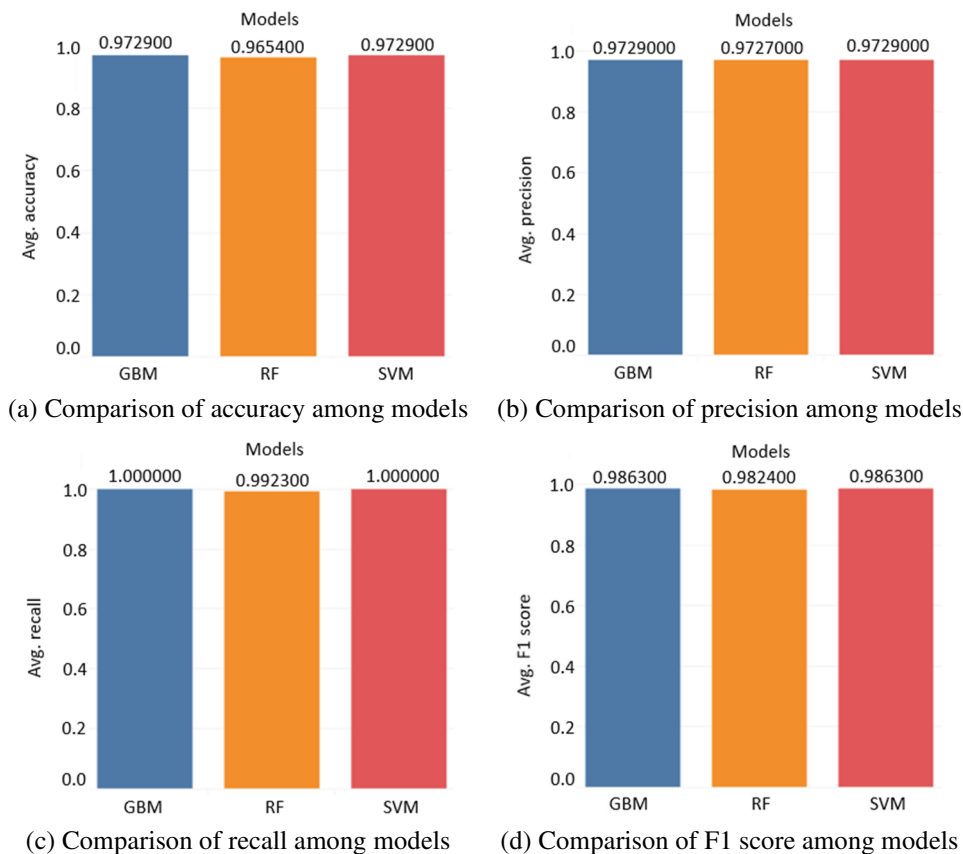 Models
0.972900 0.965400 0.972900
1.0
0.8
0.6
0.4
0.2
0.0
Avg. accuracy
GBM RF SVM
(a) Comparison of accuracy among models
Models
0.9729000 0.9727000 0.9729000
1.0
0.8
0.6
0.4
0.2
0.0
Avg. precision
GBM RF SVM
(b) Comparison of precision among models
Models
1.000000 0.992300 1.000000
1.0
0.8
0.6
0.4
0.2
0.0
Avg. recall
GBM RF SVM
(c) Comparison of recall among models
Models
0.986300 0.982400 0.986300
1.0
0.8
0.6
0.4
0.2
0.0
Avg. F1 score
GBM RF SVM
(d) Comparison of F1 score among models